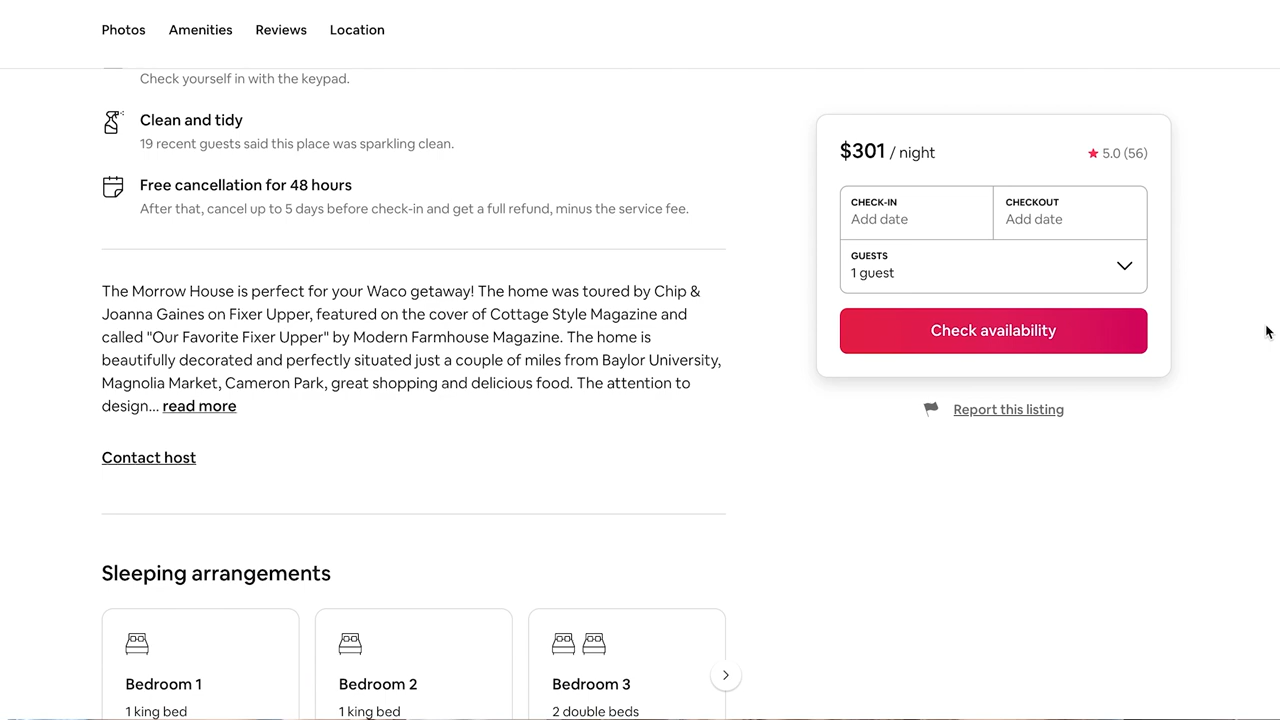 Photos Amenities Reviews Location
Check yourself in with the keypad.
Clean and tidy
19 recent guests said this place was sparkling clean.
Free cancellation for 48 hours
After that, cancel up to 5 days before check-in and get a full refund, minus the service fee.
The Morrow House is perfect for your Waco getaway! The home was toured by Chip &
Joanna Gaines on Fixer Upper, featured on the cover of Cottage Style Magazine and
called "Our Favorite Fixer Upper" by Modern Farmhouse Magazine. The home is
beautifully decorated and perfectly situated just a couple of miles from Baylor University,
Magnolia Market, Cameron Park, great shopping and delicious food. The attention to
design... read more
Contact host
Sleeping arrangements
Bedroom 1
1 king bed
Bedroom 2
1 king bed
Bedroom 3
2 double beds
$301 / night
5.0 (56)
CHECK-IN
Add date
CHECKOUT
Add date
GUESTS
1 guest
Check availability
Report this listing